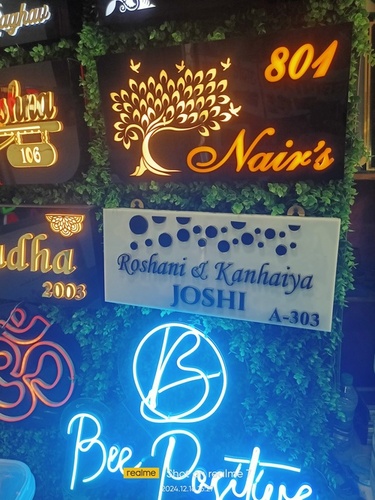 801
Nair's
106
2003
Roshani & Kanhaiya
JOSHI
A-303
B
Bee Positive
realme
Shot on realme